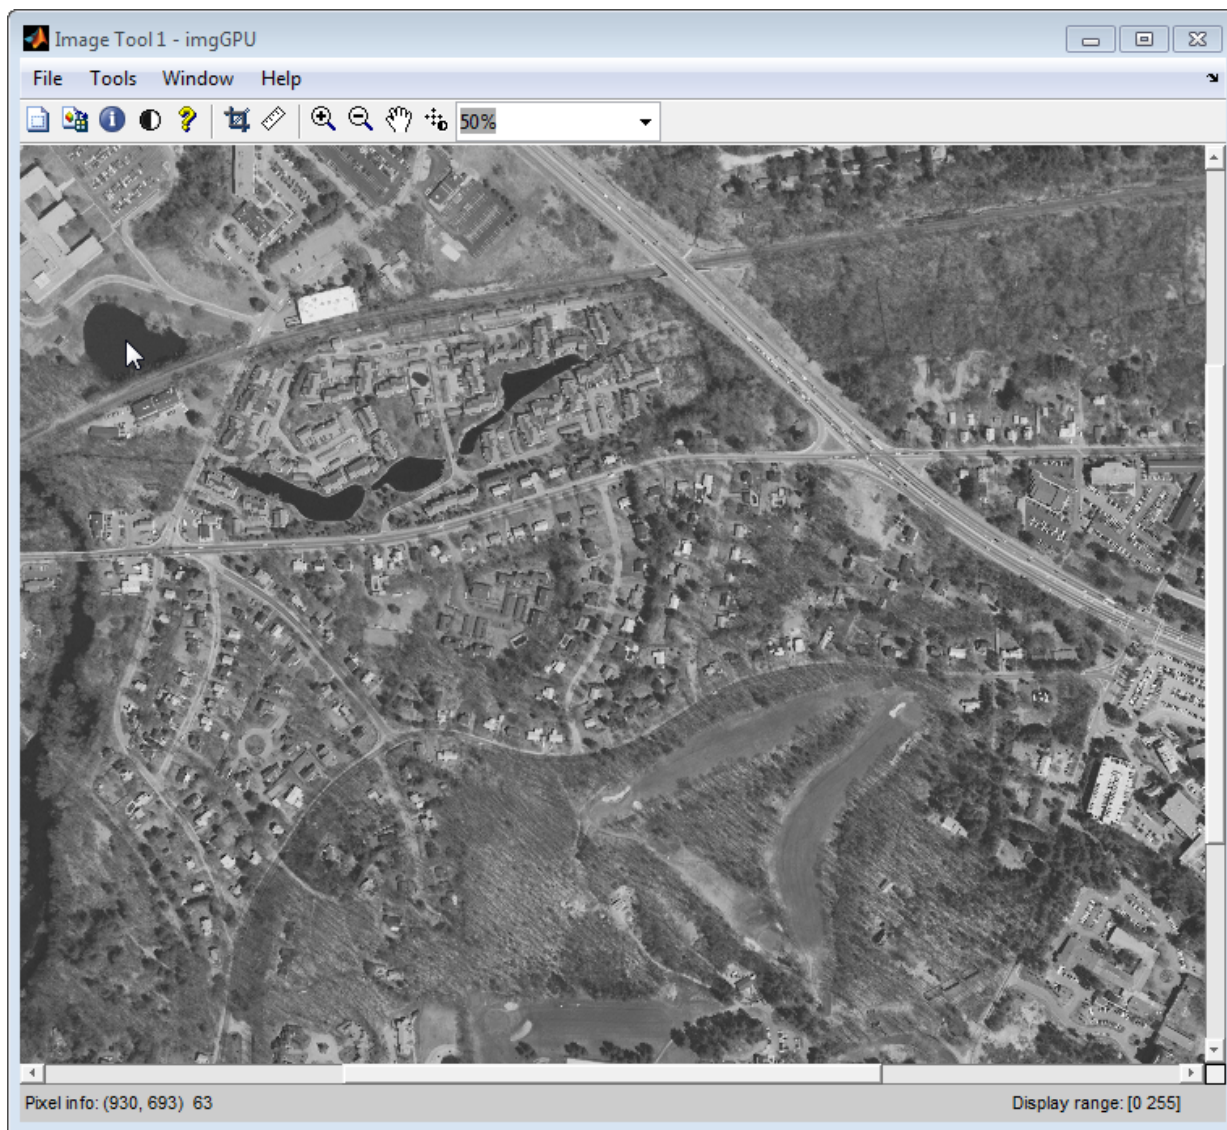 Image Tool 1 - imgGPU
File Tools Window Help
50%
Pixel info: (930, 693) 63 Display range: [0 255]